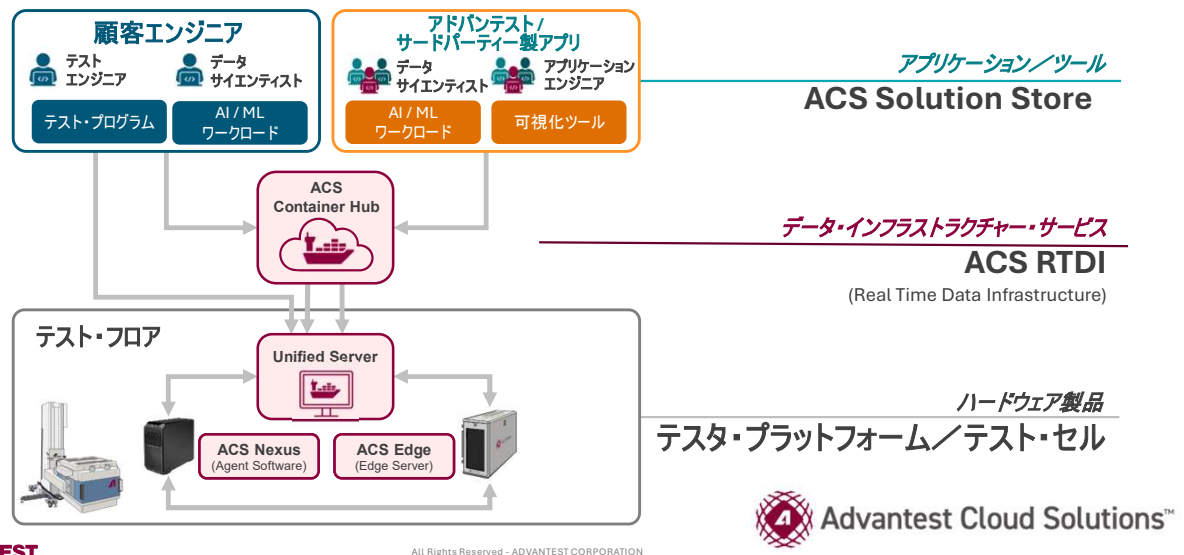 顧客エンジニア
テスト
エンジニア
データ
サイエンティスト
テスト・プログラム
AI / ML
ワークロード
アドバンテスト /
サードパーティー製アプリ
データ
サイエンティスト
アプリケーション
エンジニア
AI / ML
ワークロード
可視化ツール
アプリケーション／ツール
ACS Solution Store
ACS
Container Hub
データ・インフラストラクチャー・サービス
ACS RTDI
(Real Time Data Infrastructure)
テスト・フロア
Unified Server
ACS Nexus
(Agent Software)
ACS Edge
(Edge Server)
ハードウェア製品
テスタ・プラットフォーム／テスト・セル
Advantest Cloud Solutions™
EST
All Rights Reserved - ADVANTEST CORPORATION